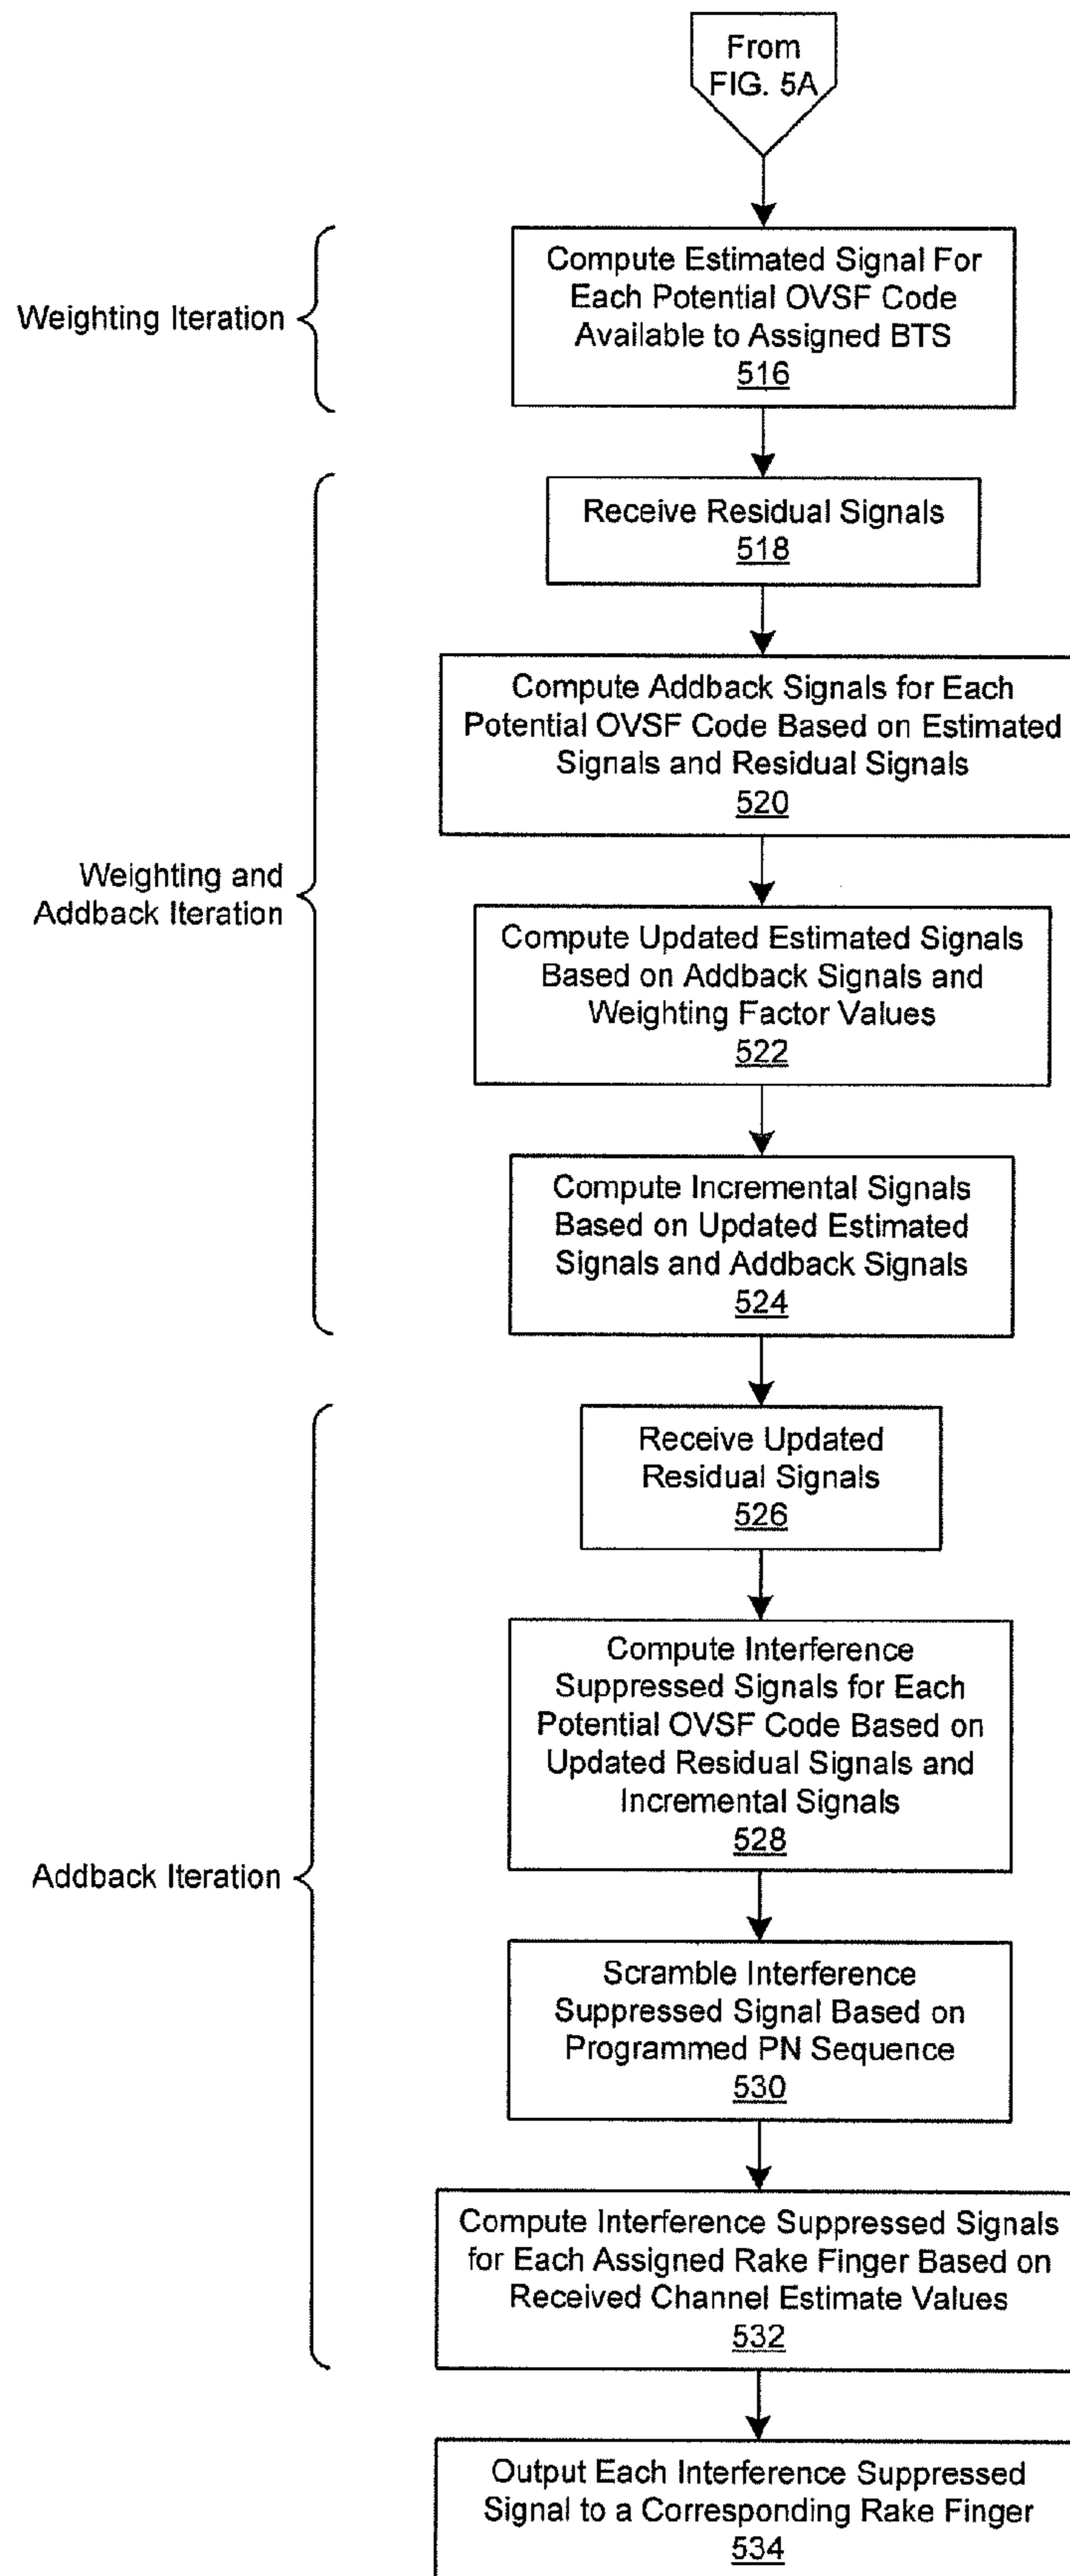 From
FIG. 5A
Weighting Iteration
Compute Estimated Signal For
Each Potential OVSF Code
Available to Assigned BTS
516
Receive Residual Signals
518
Compute Addback Signals for Each
Potential OVSF Code Based on Estimated
Signals and Residual Signals
520
Weighting and
Addback Iteration
Compute Updated Estimated Signals
Based on Addback Signals and
Weighting Factor Values
522
Compute Incremental Signals
Based on Updated Estimated
Signals and Addback Signals
524
Receive Updated
Residual Signals
526
Compute Interference
Suppressed Signals for Each
Potential OVSF Code Based on
Updated Residual Signals and
Incremental Signals
528
Addback Iteration
Scramble Interference
Suppressed Signal Based on
Programmed PN Sequence
530
Compute Interference Suppressed Signals
for Each Assigned Rake Finger Based on
Received Channel Estimate Values
532
Output Each Interference Suppressed
Signal to a Corresponding Rake Finger
534